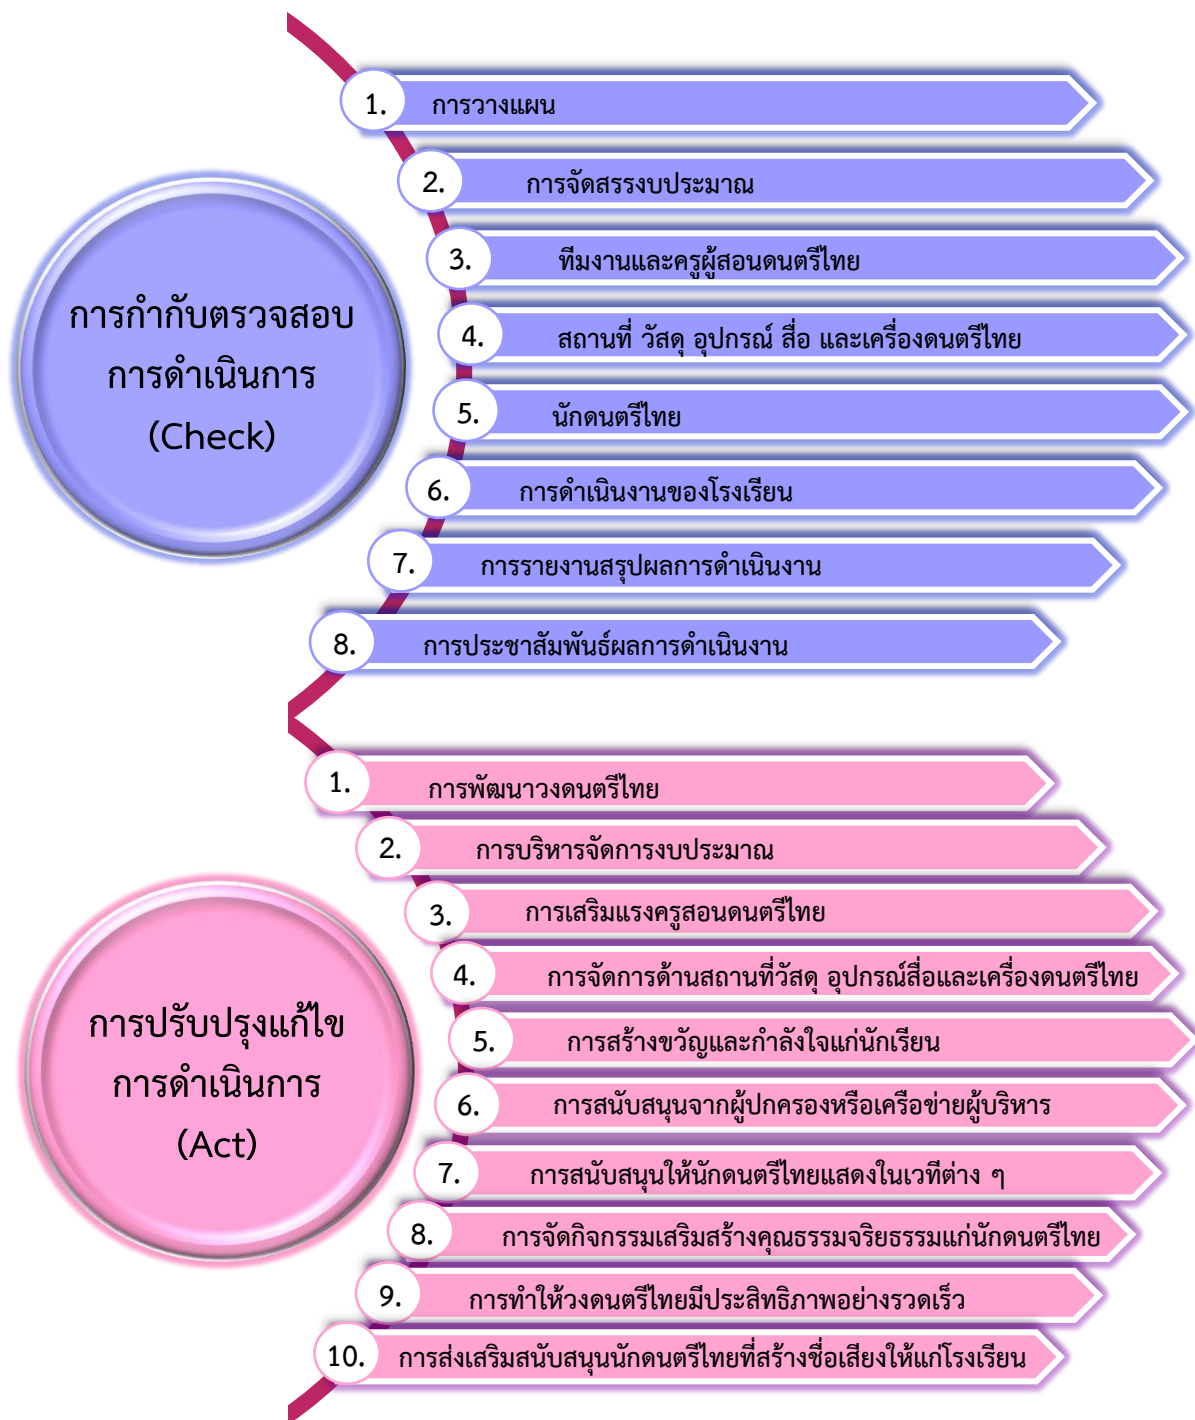 1. การวางแผน
2. การจัดสรรงบประมาณ
3. ทีมงานและครูผู้สอนดนตรีไทย
การกำกับตรวจสอบ
การดำเนินการ
(Check)
4. สถานที่ วัสดุ อุปกรณ์ สื่อ และเครื่องดนตรีไทย
5. นักดนตรีไทย
6. การดำเนินงานของโรงเรียน
7. การรายงานสรุปผลการดำเนินงาน
8. การประชาสัมพันธ์ผลการดำเนินงาน
1. การพัฒนาวงดนตรีไทย
2. การบริหารจัดการงบประมาณ
3. การเสริมแรงครูสอนดนตรีไทย
4. การจัดการด้านสถานที่วัสดุ อุปกรณ์สื่อและเครื่องดนตรีไทย
การปรับปรุงแก้ไข
การดำเนินการ
(Act)
5. การสร้างขวัญและกำลังใจแก่นักเรียน
6. การสนับสนุนจากผู้ปกครองหรือเครือข่ายผู้บริหาร
7. การสนับสนุนให้นักดนตรีไทยแสดงในเวทีต่าง ๆ
8. การจัดกิจกรรมเสริมสร้างคุณธรรมจริยธรรมแก่นักดนตรีไทย
9. การทำให้วงดนตรีไทยมีประสิทธิภาพอย่างรวดเร็ว
10. การส่งเสริมสนับสนุนนักดนตรีไทยที่สร้างชื่อเสียงให้แก่โรงเรียน